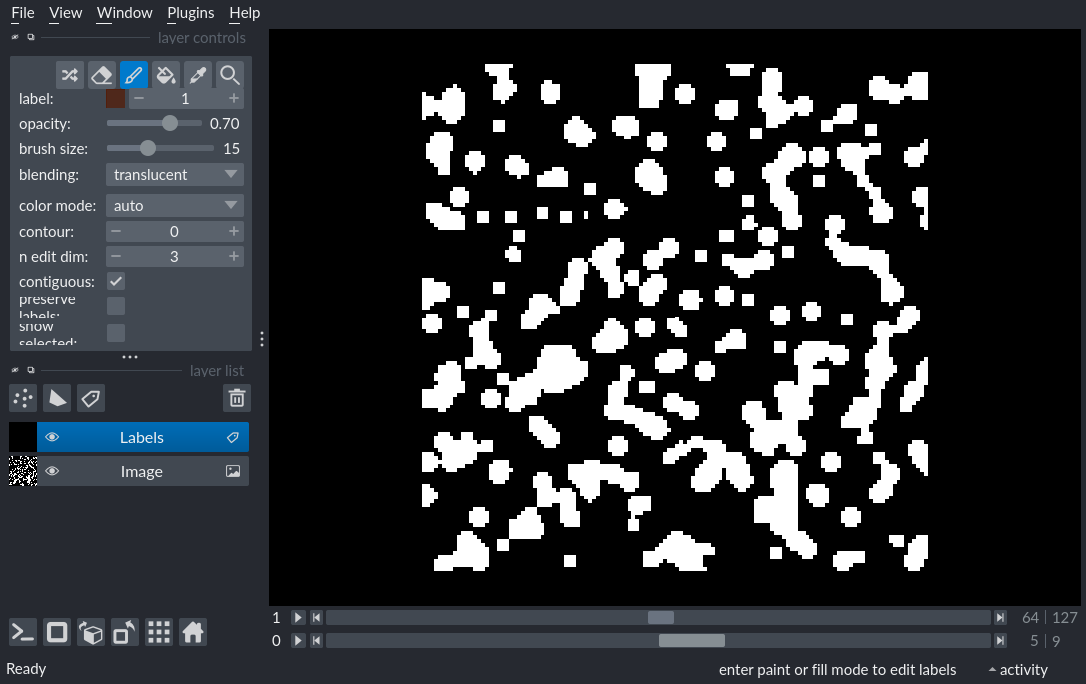 File View Window Plugins Help
layer controls
label: 1
opacity: 0.70
brush size: 15
blending: translucent
color mode: auto
contour: 0
n edit dim: 3
contiguous:
preserve
labels:
show
selected:
layer list
Labels
Image
1 64 127
0 5 9
Ready enter paint or fill mode to edit labels activity